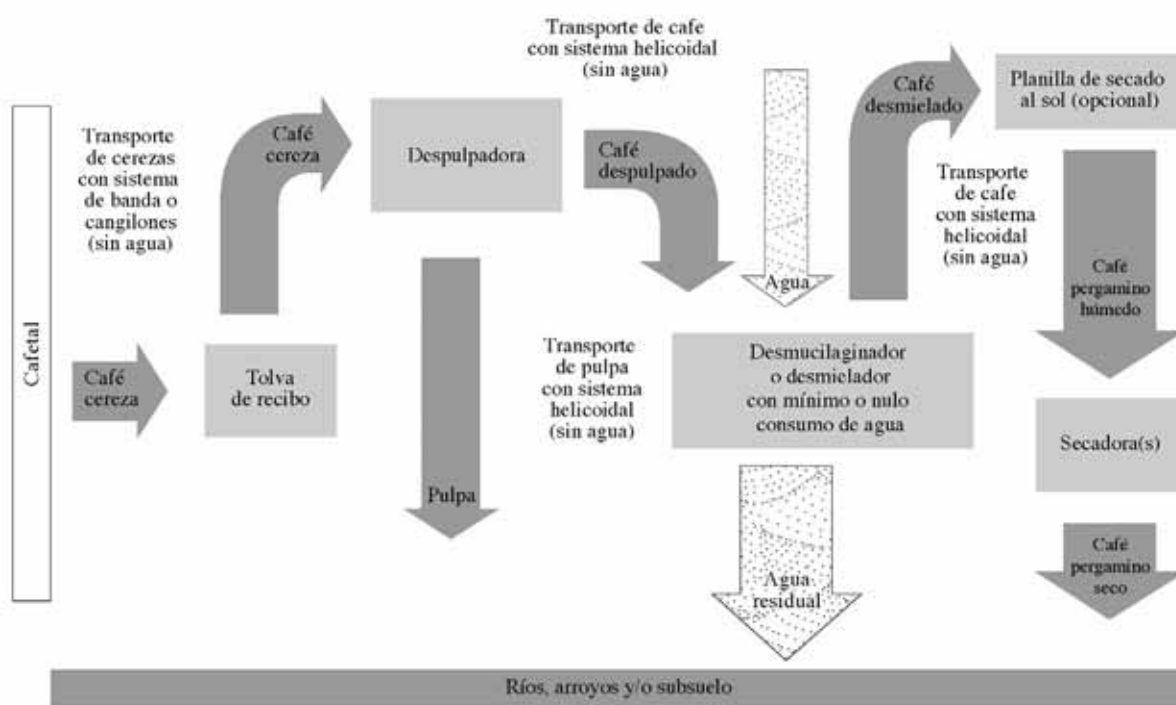 Cafetal
Café
cereza
Tolva
de recibo
Transporte
de cerezas
con sistema
de banda o
cangilones
(sin agua)
Café
cereza
Despulpadora
Pulpa
Transporte de cafe
con sistema helicoidal
(sin agua)
Café
despulpado
Transporte
de pulpa
con sistema
helicoidal
(sin agua)
Agua
Desmucilaginador
o desmielador
con mínimo o nulo
consumo de agua
Agua
residual
Café
desmielado
Transporte
de cafe
con sistema
helicoidal
(sin agua)
Planilla de secado
al sol (opcional)
Café
pergamino
húmedo
Secadora(s)
Café
pergamino
seco
Ríos, arroyos y/o subsuelo